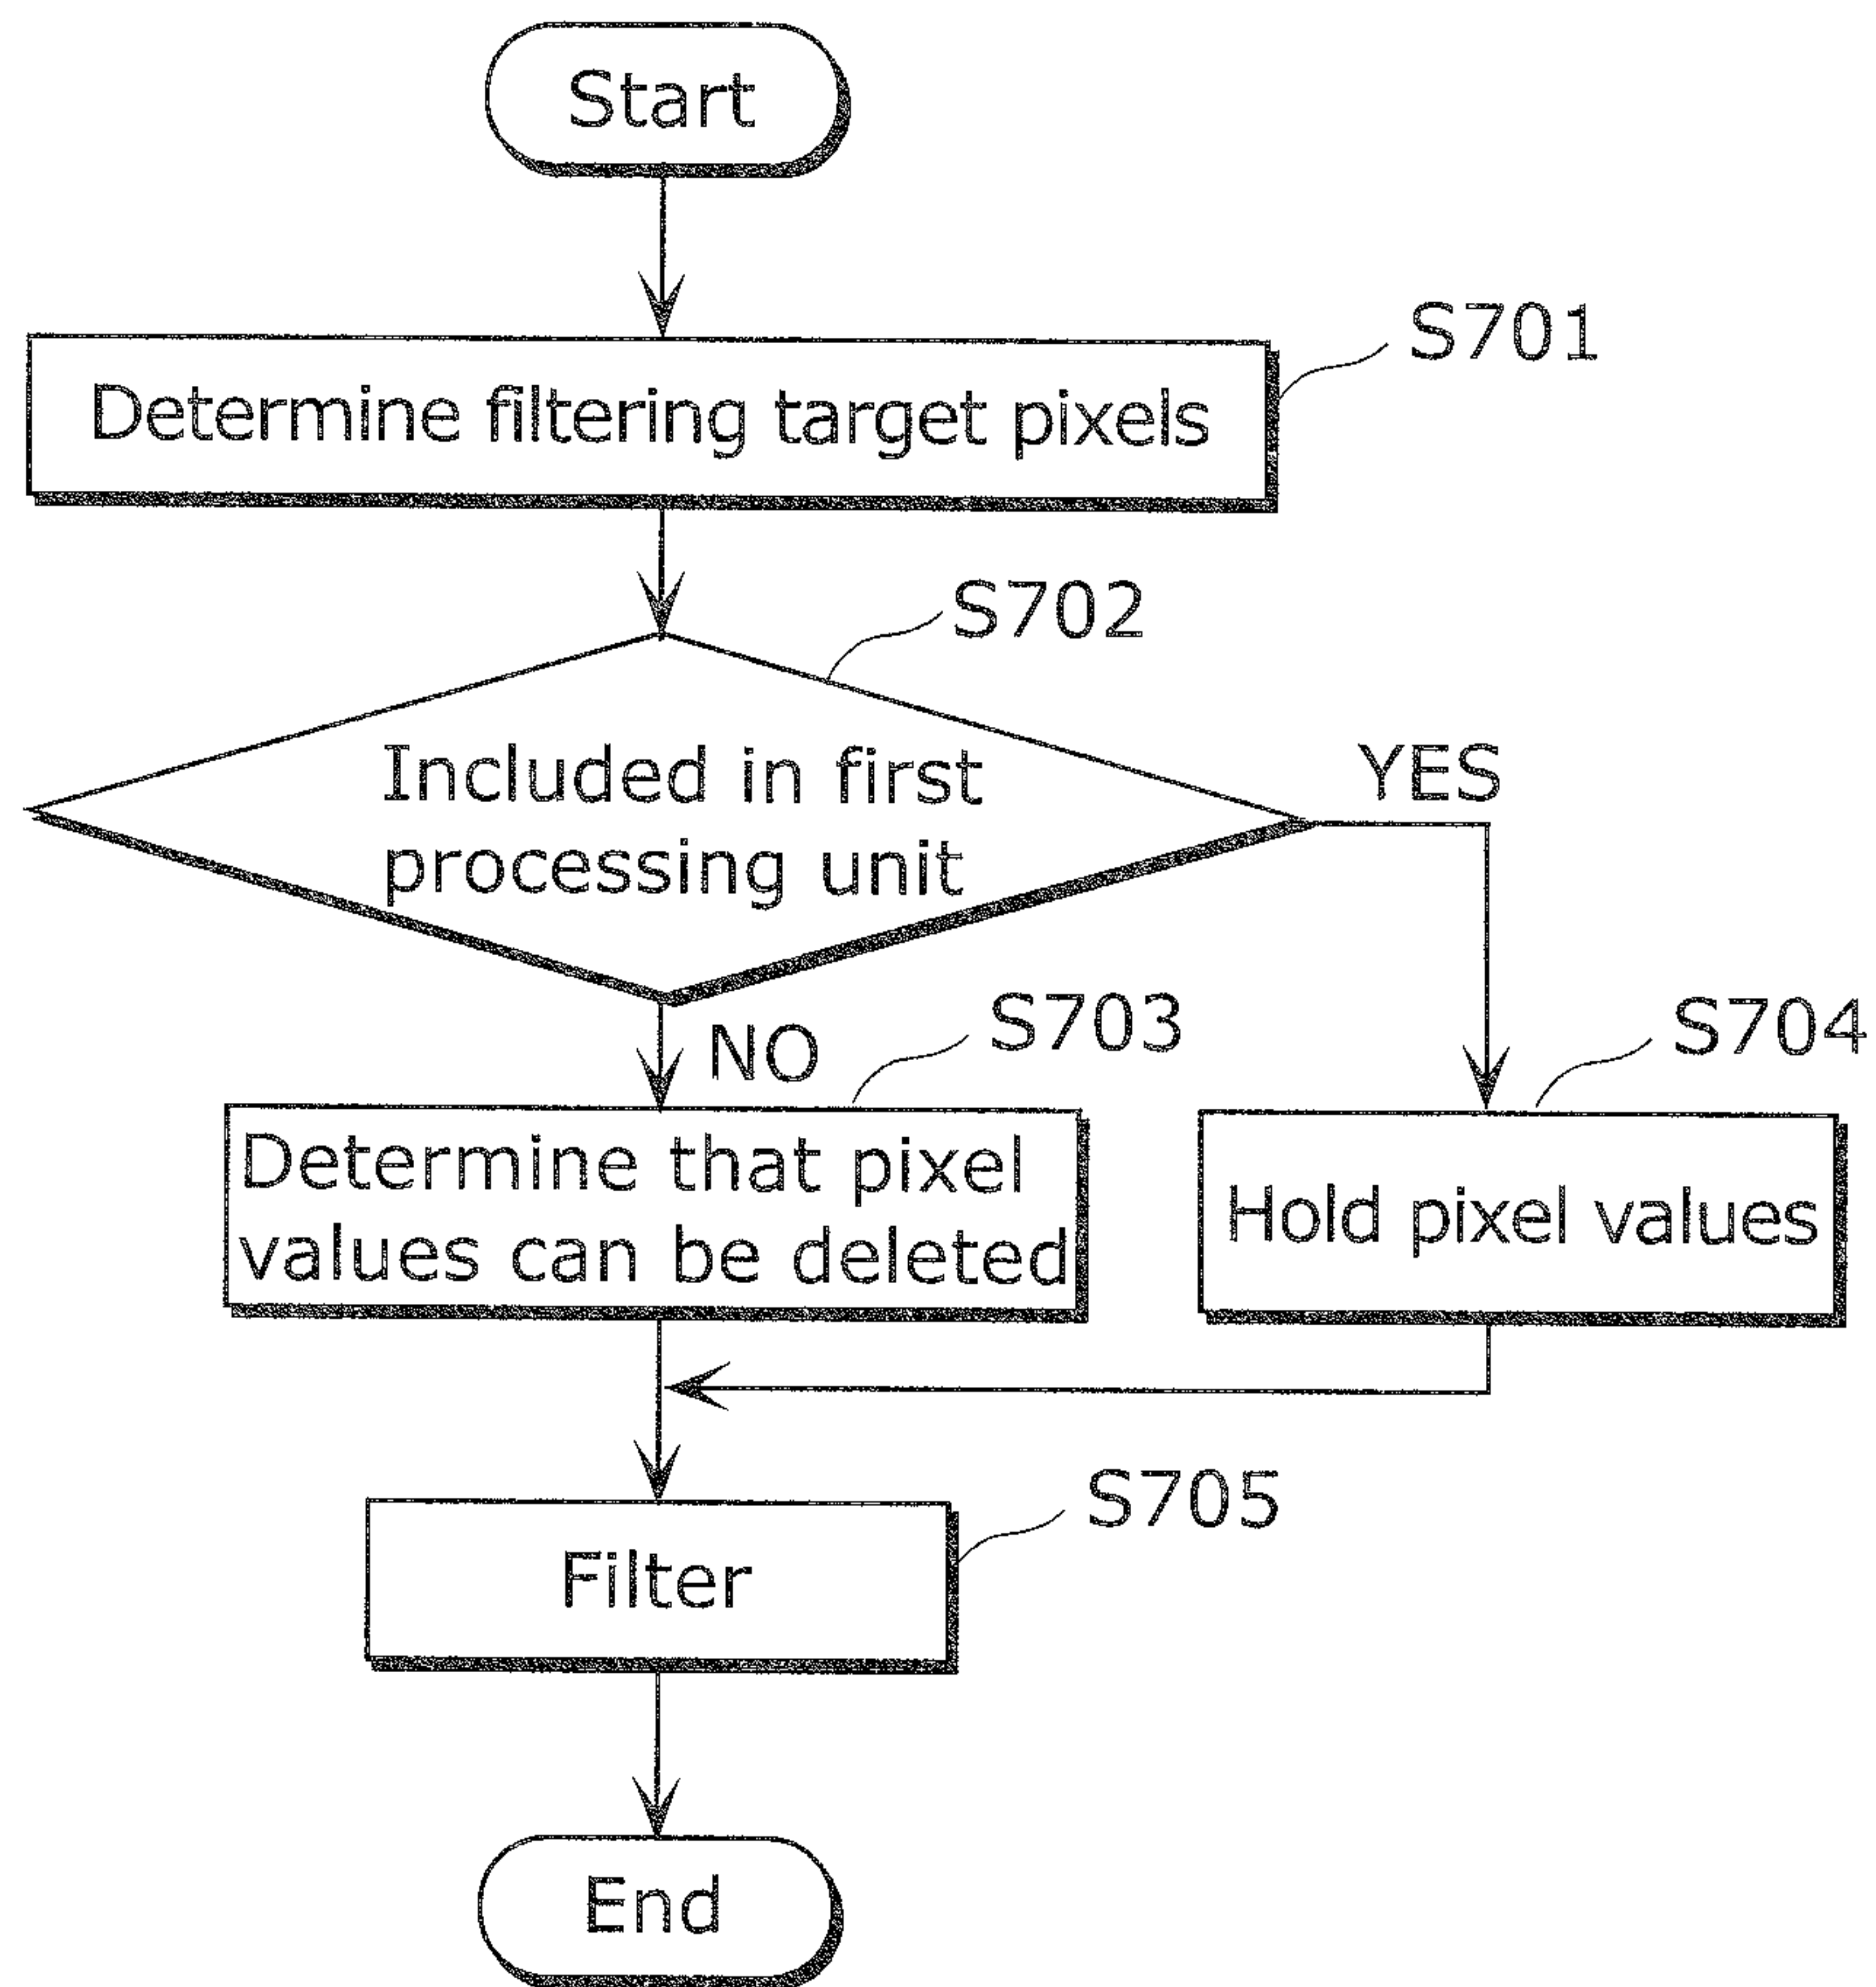 Start
S701
Determine filtering target pixels
S702
Included in first
processing unit
YES
NO
S703
S704
Determine that pixel
values can be deleted
Hold pixel values
S705
Filter
End